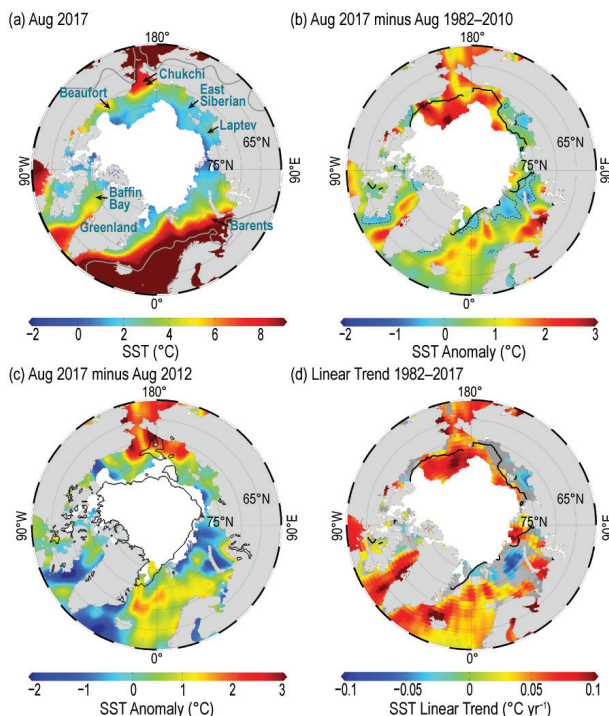 (a) Aug 2017
180°
Chukchi
Beaufort
East
Siberian
Laptev
65°N
75°N
90°W
90°E
Baffin
Bay
Greenland
Barents
0°
−2 0 2 4 6 8
SST (°C)
(b) Aug 2017 minus Aug 1982–2010
180°
65°N
75°N
90°W
90°E
0°
−2 −1 0 1 2 3
SST Anomaly (°C)
(c) Aug 2017 minus Aug 2012
180°
65°N
75°N
90°W
90°E
0°
−2 −1 0 1 2 3
SST Anomaly (°C)
(d) Linear Trend 1982–2017
180°
65°N
75°N
90°W
90°E
0°
−0.1 −0.05 0 0.05 0.1
SST Linear Trend (°C yr⁻¹)